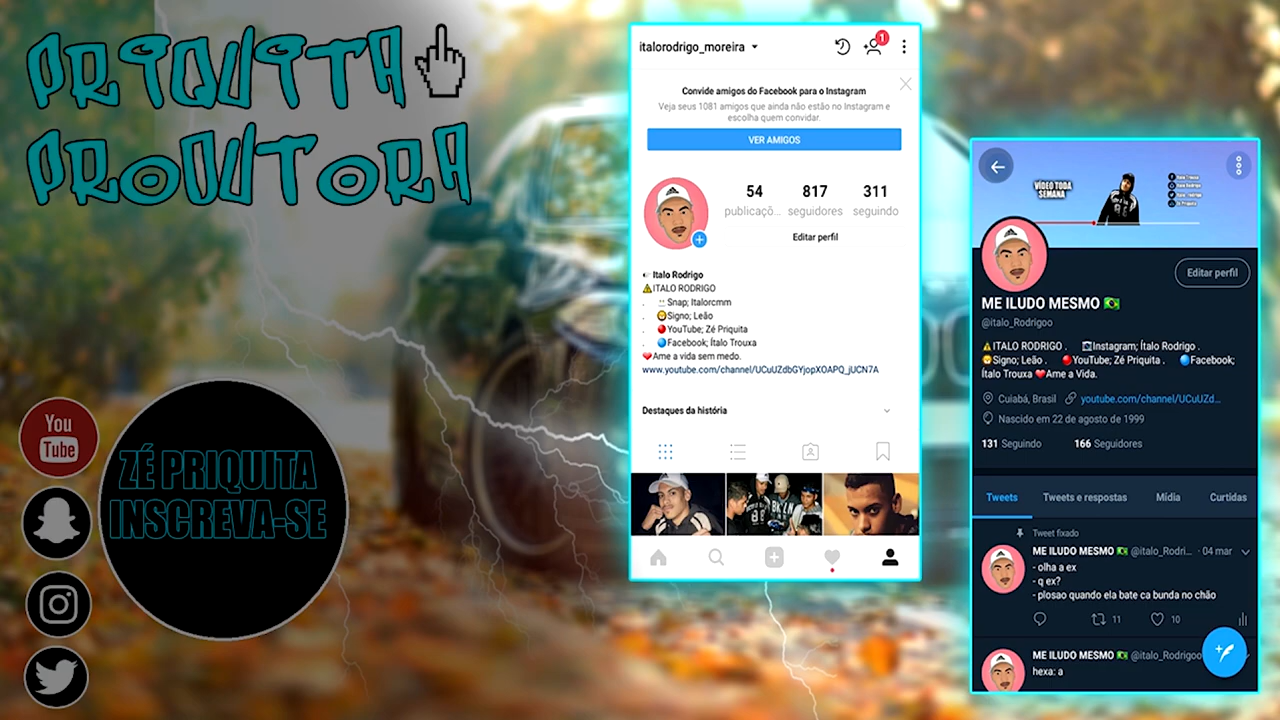 PRIQUITA
PRODUTORA
You
Tube
ZÉ PRIQUITA
INSCREVA-SE
italorodrigo_moreira
1
Convide amigos do Facebook para o Instagram
Veja seus 1081 amigos que ainda não estão no Instagram e
escolha quem convidar.
VER AMIGOS
54 817 311
publicaçõ... seguidores seguindo
Editar perfil
Italo Rodrigo
⚠ITALO RODRIGO
. Snap; Italorcmm
. 🦁Signo; Leão
. 🔴YouTube; Zé Priquita
. 🔵Facebook; Ítalo Trouxa
❤Ame a vida sem medo.
www.youtube.com/channel/UCuUZdbGYjopXOAPQ_jUCN7A
Destaques da história
VÍDEO TODA
SEMANA
Editar perfil
ME ILUDO MESMO 🇧🇷
@italo_Rodrigoo
⚠ITALO RODRIGO . Instagram; Ítalo Rodrigo .
🦁Signo; Leão . 🔴YouTube; Zé Priquita . 🔵Facebook;
Ítalo Trouxa ❤Ame a Vida.
Cuiabá, Brasil youtube.com/channel/UCuUZd...
Nascido em 22 de agosto de 1999
131 Seguindo 166 Seguidores
Tweets Tweets e respostas Mídia Curtidas
Tweet fixado
ME ILUDO MESMO 🇧🇷 @italo_Rodri... · 04 mar
- olha a ex
- q ex?
- plosao quando ela bate ca bunda no chão
11 10
ME ILUDO MESMO 🇧🇷 @italo_Rodrigoo
hexa: a